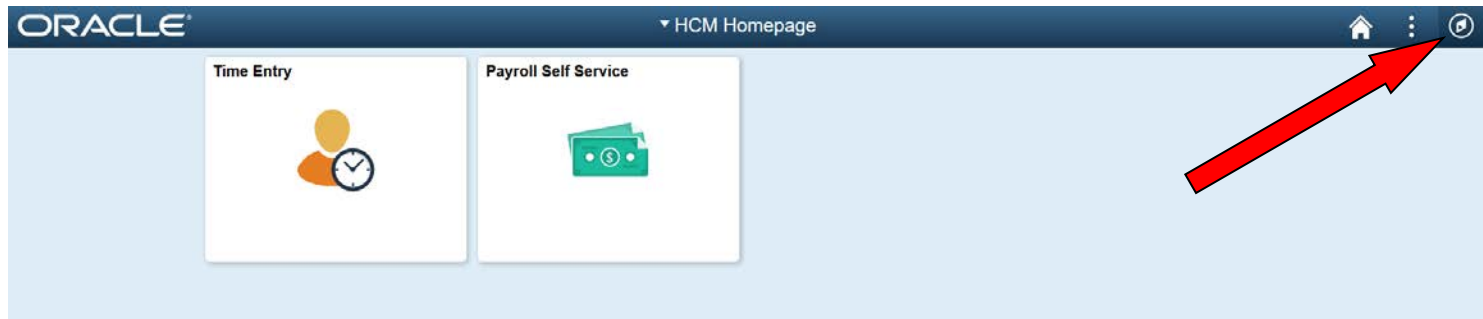 ORACLE®
HCM Homepage
Time Entry
Payroll Self Service
$